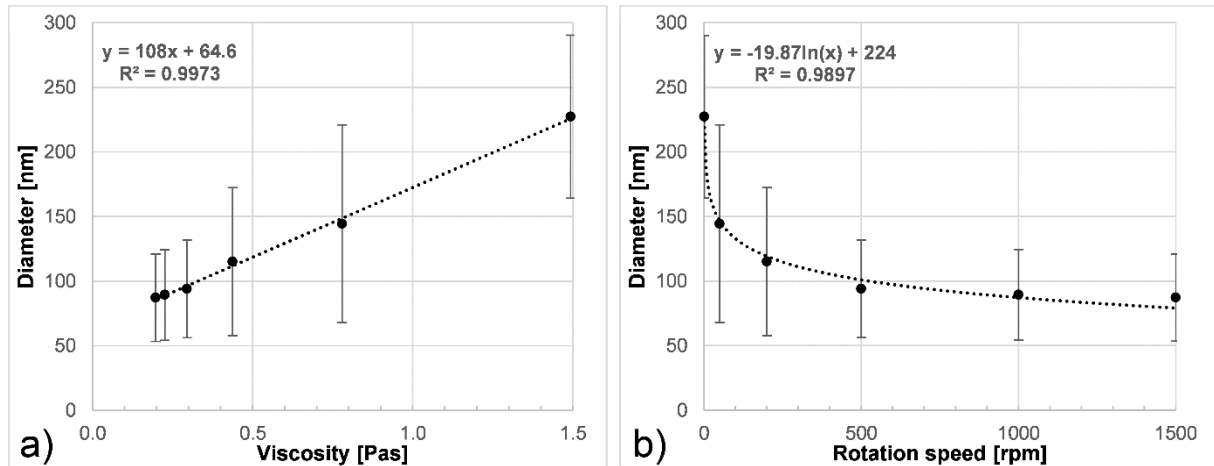 300
250
200
150
100
50
0
Diameter [nm]
y = 108x + 64.6
R² = 0.9973
0.0
0.5
1.0
1.5
Viscosity [Pas]
a)
300
250
200
150
100
50
0
Diameter [nm]
y = -19.87ln(x) + 224
R² = 0.9897
0
500
1000
1500
Rotation speed [rpm]
b)